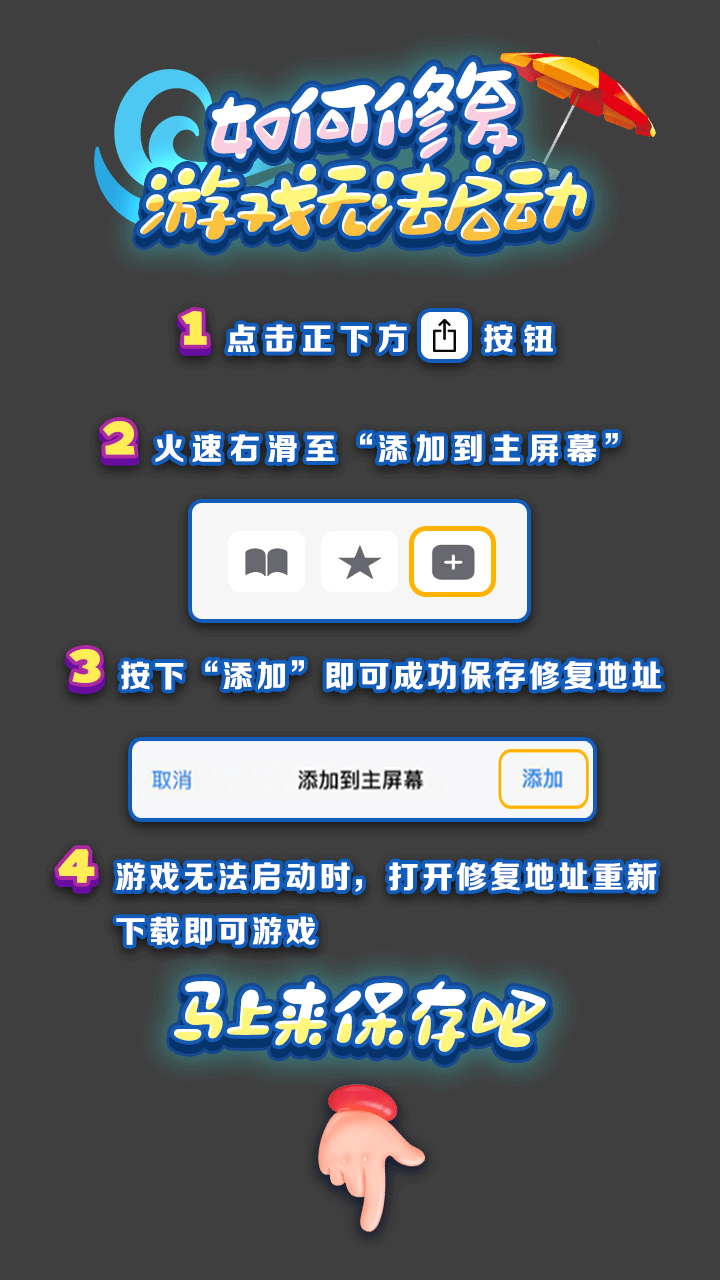 如何修复
游戏无法启动
1 点击正下方 按钮
2 火速右滑至“添加到主屏幕”
3 按下“添加”即可成功保存修复地址
取消 添加到主屏幕 添加
4 游戏无法启动时，打开修复地址重新
下载即可游戏
马上来保存吧